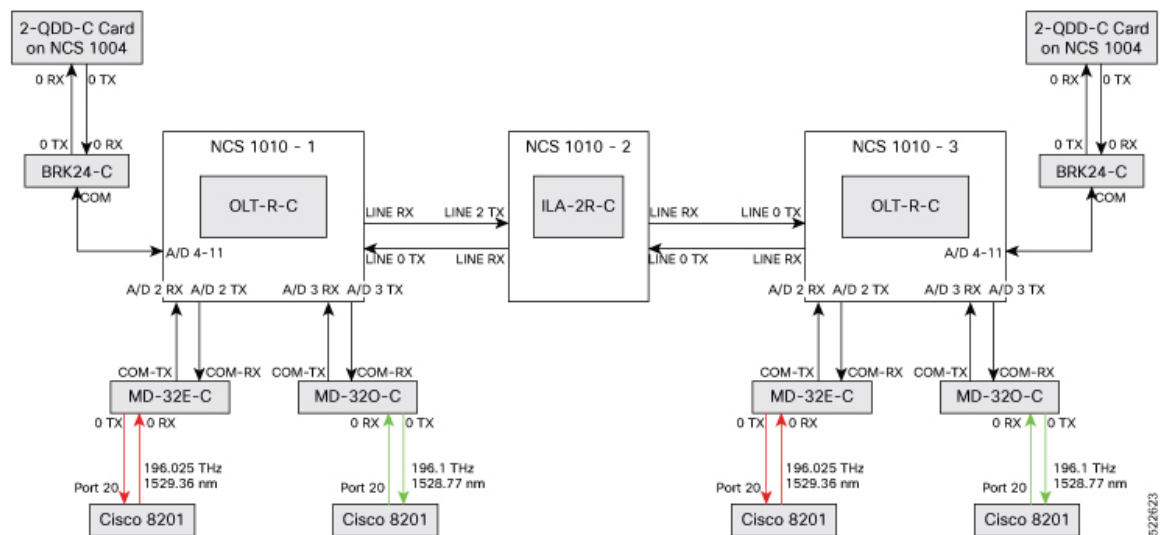 2-QDD-C Card
on NCS 1004
2-QDD-C Card
on NCS 1004
0 RX
0 TX
0 RX
0 TX
0 TX
0 RX
0 TX
0 RX
BRK24-C
BRK24-C
COM
COM
NCS 1010 - 1
NCS 1010 - 2
NCS 1010 - 3
OLT-R-C
ILA-2R-C
OLT-R-C
LINE RX
LINE 2 TX
LINE RX
LINE 0 TX
LINE 0 TX
LINE RX
LINE 0 TX
LINE RX
A/D 4-11
A/D 4-11
A/D 2 RX
A/D 2 TX
A/D 3 RX
A/D 3 TX
A/D 2 RX
A/D 2 TX
A/D 3 RX
A/D 3 TX
COM-TX
COM-RX
COM-TX
COM-RX
COM-TX
COM-RX
COM-TX
COM-RX
MD-32E-C
MD-32O-C
MD-32E-C
MD-32O-C
0 TX
0 RX
0 RX
0 TX
0 TX
0 RX
0 RX
0 TX
Port 20
196.025 THz
1529.36 nm
Port 20
196.1 THz
1528.77 nm
Port 20
196.025 THz
1529.36 nm
Port 20
196.1 THz
1528.77 nm
Cisco 8201
Cisco 8201
Cisco 8201
Cisco 8201
522623